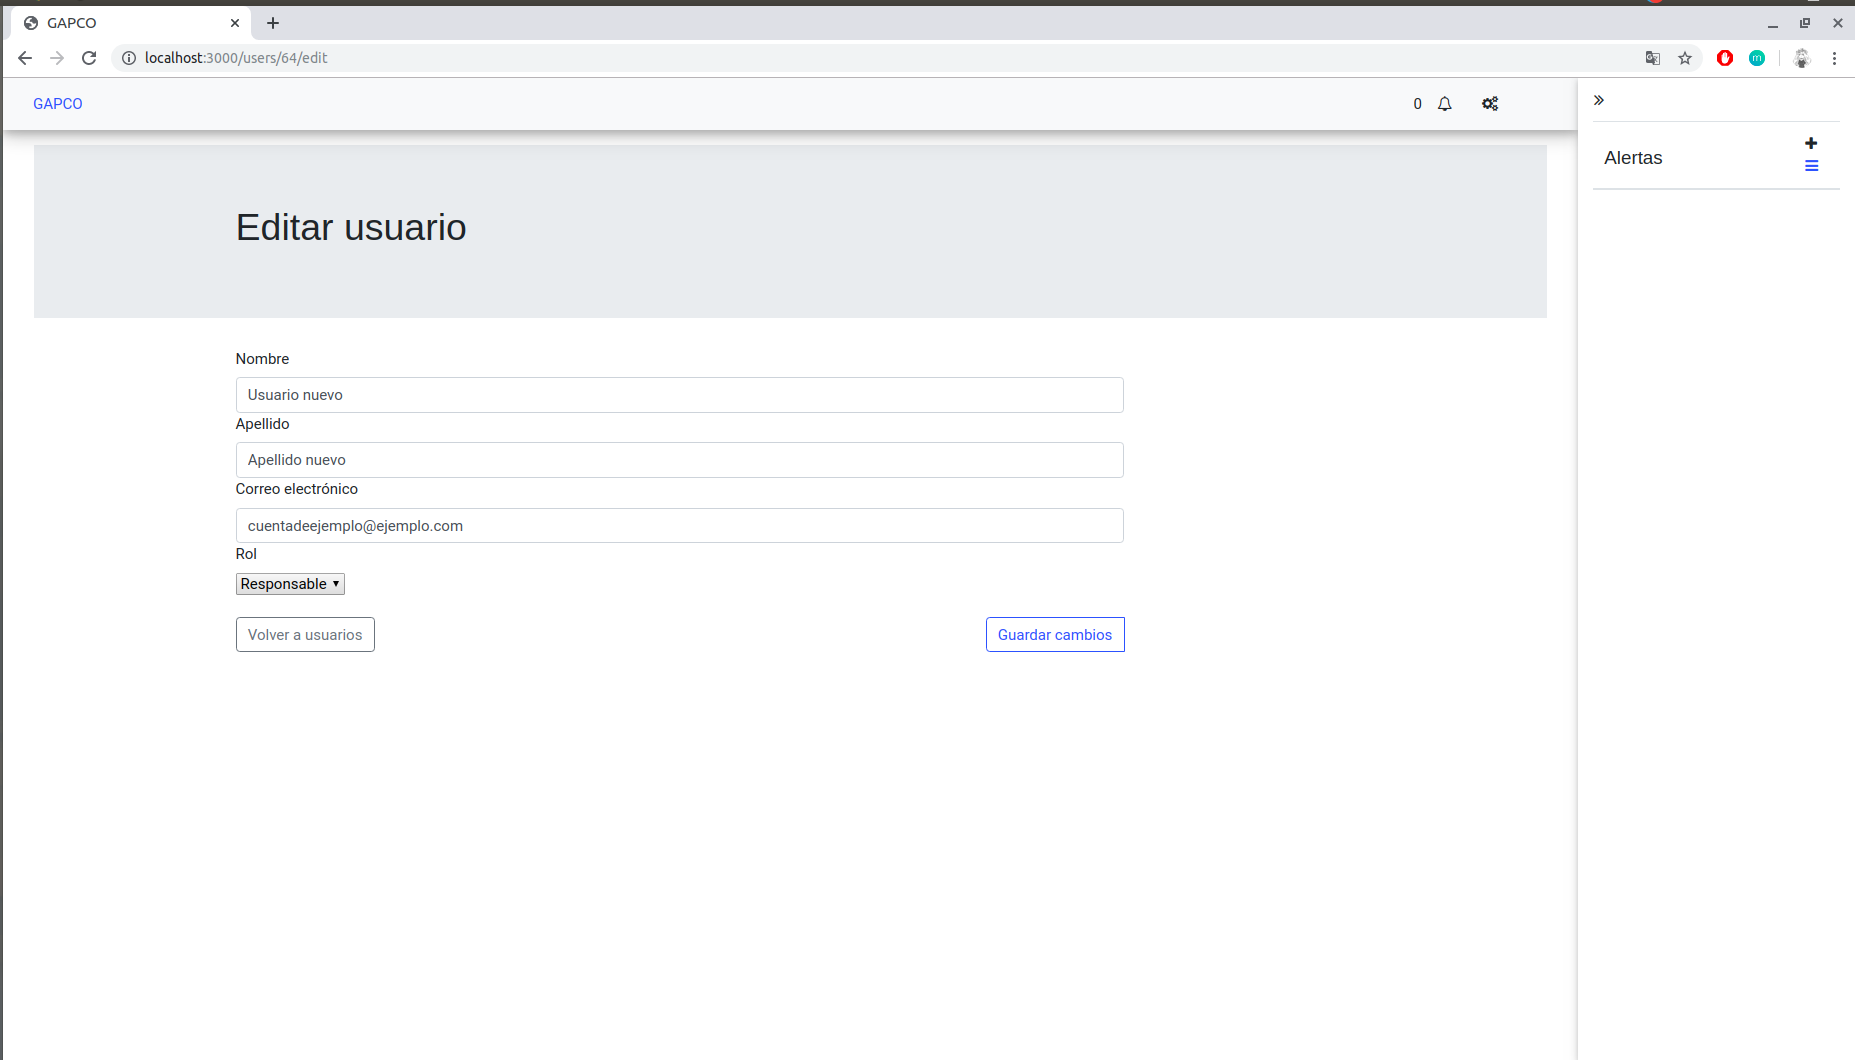 GAPCO
localhost:3000/users/64/edit
m
GAPCO
0
Alertas
Editar usuario
Nombre
Usuario nuevo
Apellido
Apellido nuevo
Correo electrónico
cuentadeejemplo@ejemplo.com
Rol
Responsable
Volver a usuarios
Guardar cambios